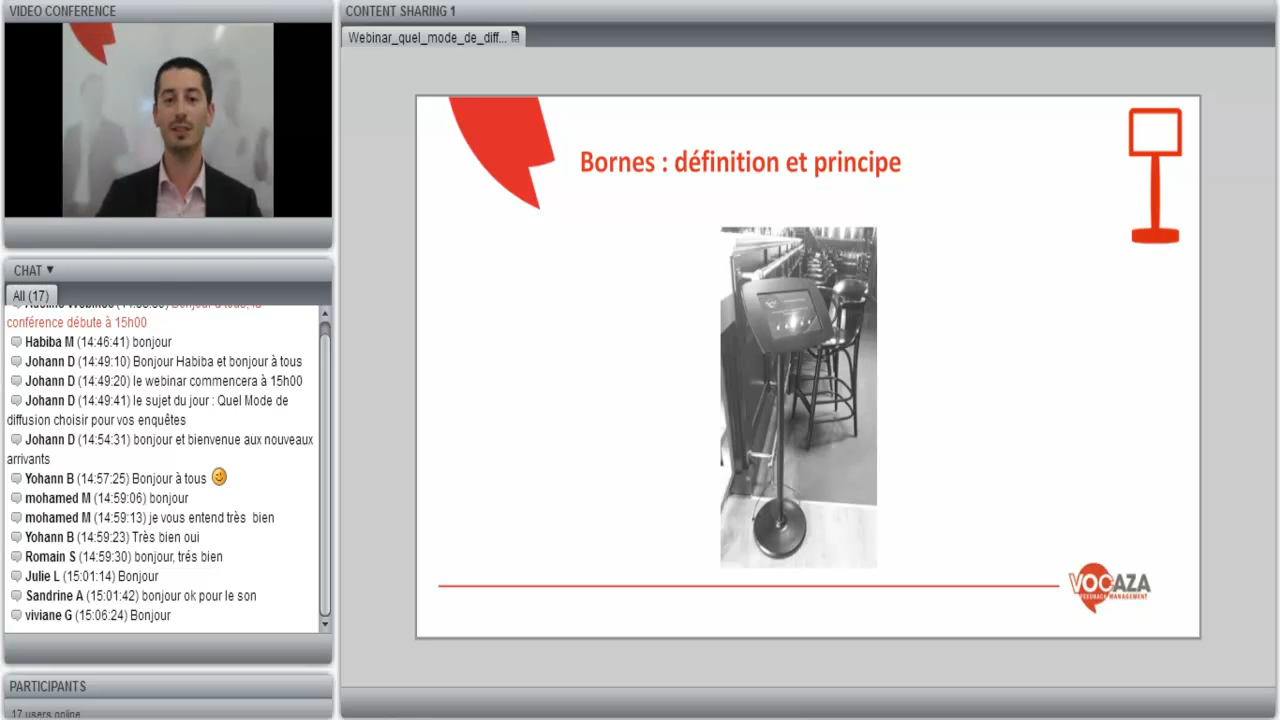 VIDEO CONFERENCE
CHAT
All (17)
conférence débute à 15h00
Habiba M (14:46:41) bonjour
Johann D (14:49:10) Bonjour Habiba et bonjour à tous
Johann D (14:49:20) le webinar commencera à 15h00
Johann D (14:49:41) le sujet du jour : Quel Mode de
diffusion choisir pour vos enquêtes
Johann D (14:54:31) bonjour et bienvenue aux nouveaux
arrivants
Yohann B (14:57:25) Bonjour à tous
mohamed M (14:59:06) bonjour
mohamed M (14:59:13) je vous entend très bien
Yohann B (14:59:23) Très bien oui
Romain S (14:59:30) bonjour, trés bien
Julie L (15:01:14) Bonjour
Sandrine A (15:01:42) bonjour ok pour le son
viviane G (15:06:24) Bonjour
PARTICIPANTS
17 users online
CONTENT SHARING 1
Webinar_quel_mode_de_diff...
Bornes : définition et principe
VOCAZA
FEEDBACK MANAGEMENT